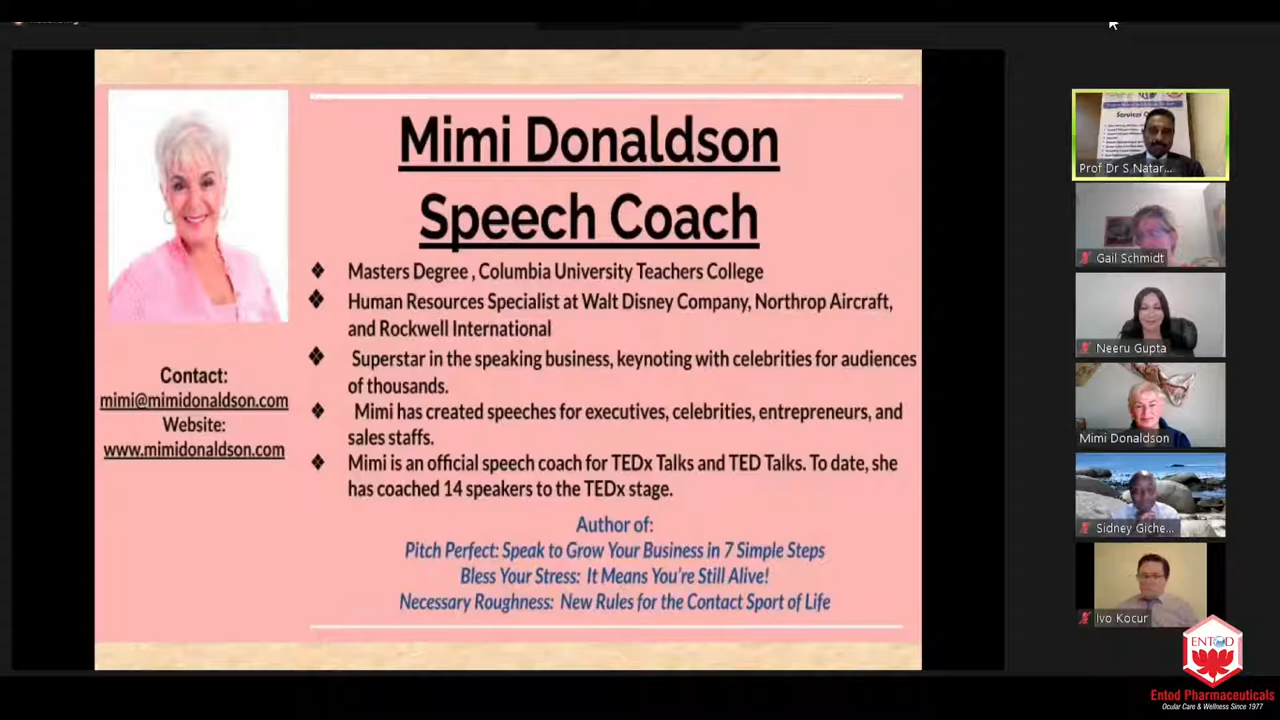 Mimi Donaldson
Speech Coach
Masters Degree , Columbia University Teachers College
Human Resources Specialist at Walt Disney Company, Northrop Aircraft,
and Rockwell International
Superstar in the speaking business, keynoting with celebrities for audiences
of thousands.
Mimi has created speeches for executives, celebrities, entrepreneurs, and
sales staffs.
Mimi is an official speech coach for TEDx Talks and TED Talks. To date, she
has coached 14 speakers to the TEDx stage.
Author of:
Pitch Perfect: Speak to Grow Your Business in 7 Simple Steps
Bless Your Stress: It Means You're Still Alive!
Necessary Roughness: New Rules for the Contact Sport of Life
Contact:
mimi@mimidonaldson.com
Website:
www.mimidonaldson.com
Prof Dr S Natar...
Gail Schmidt
Neeru Gupta
Mimi Donaldson
Sidney Giche...
Ivo Kocur
ENTOD
Entod Pharmaceuticals
Ocular Care & Wellness Since 1977